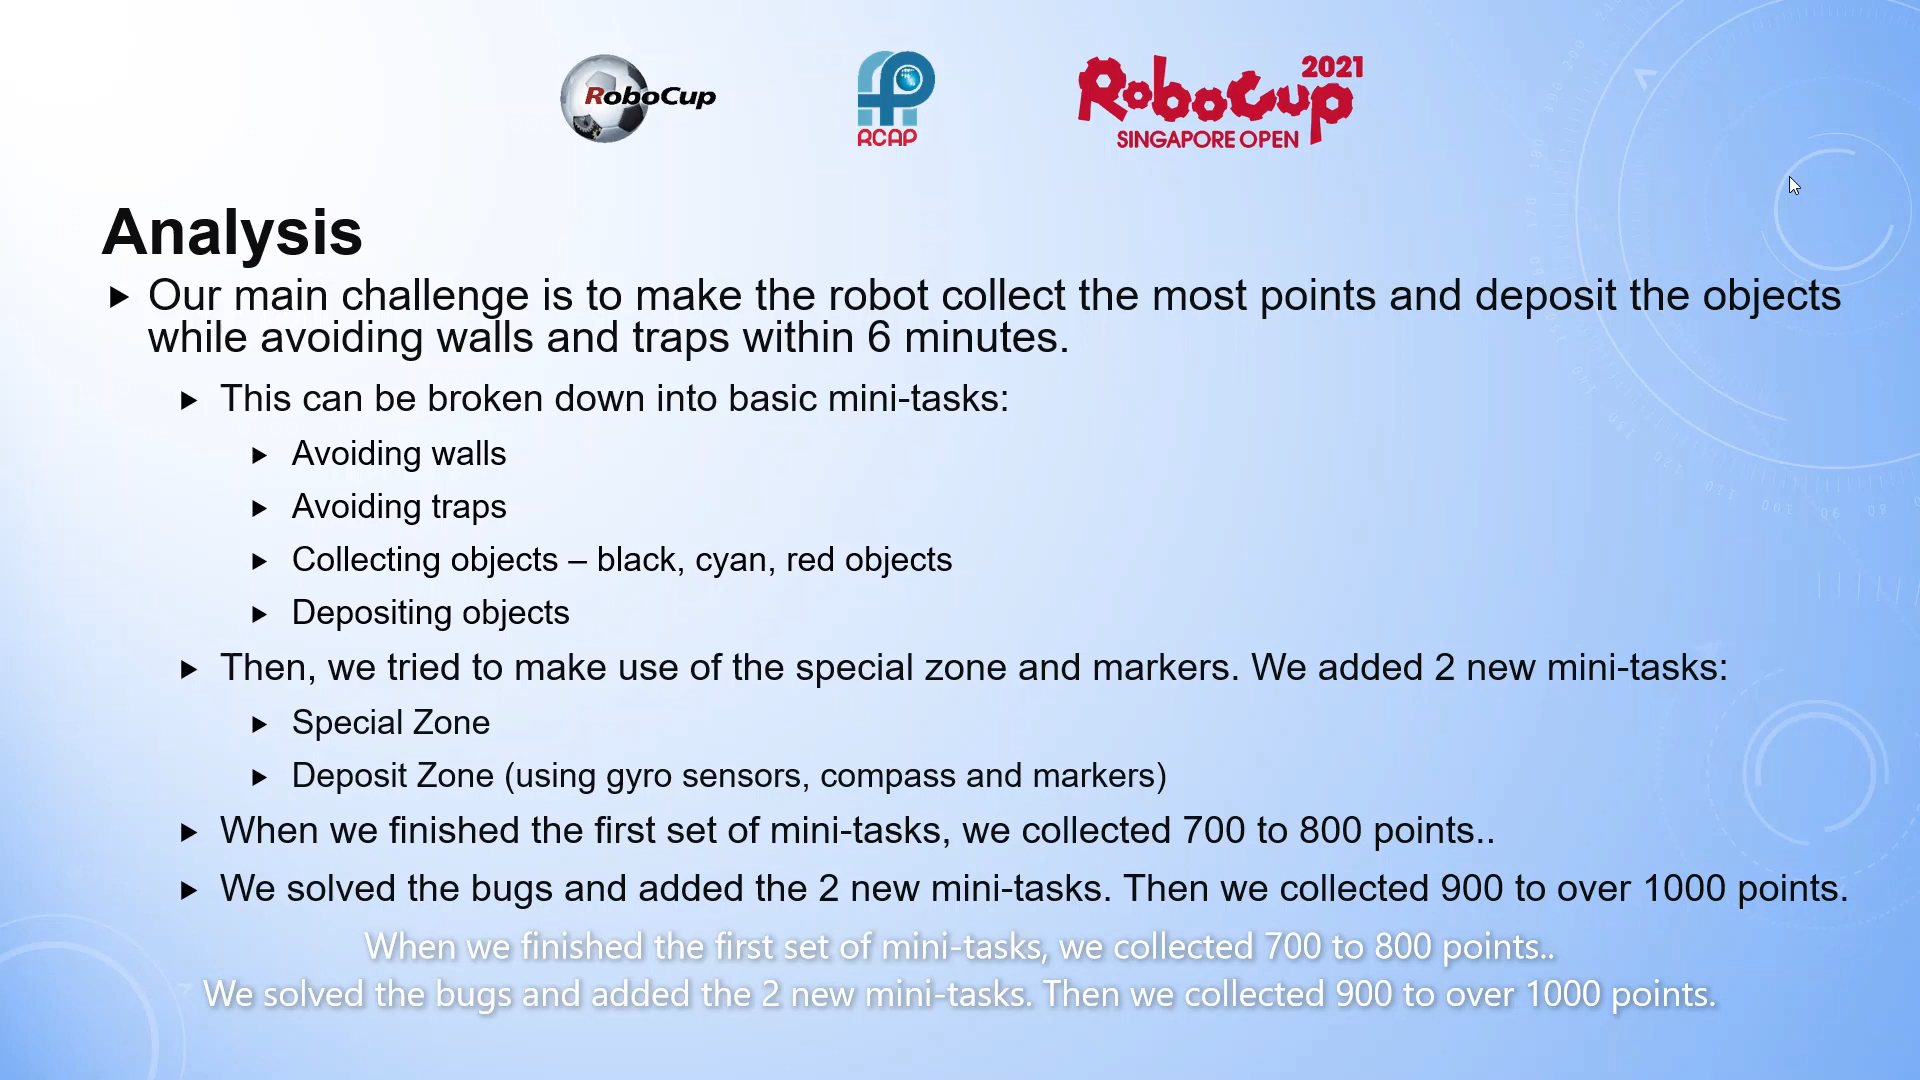 RoboCup
RCAP
RoboCup 2021
SINGAPORE OPEN
Analysis
Our main challenge is to make the robot collect the most points and deposit the objects
while avoiding walls and traps within 6 minutes.
This can be broken down into basic mini-tasks:
Avoiding walls
Avoiding traps
Collecting objects – black, cyan, red objects
Depositing objects
Then, we tried to make use of the special zone and markers. We added 2 new mini-tasks:
Special Zone
Deposit Zone (using gyro sensors, compass and markers)
When we finished the first set of mini-tasks, we collected 700 to 800 points..
We solved the bugs and added the 2 new mini-tasks. Then we collected 900 to over 1000 points.
When we finished the first set of mini-tasks, we collected 700 to 800 points..
We solved the bugs and added the 2 new mini-tasks. Then we collected 900 to over 1000 points.